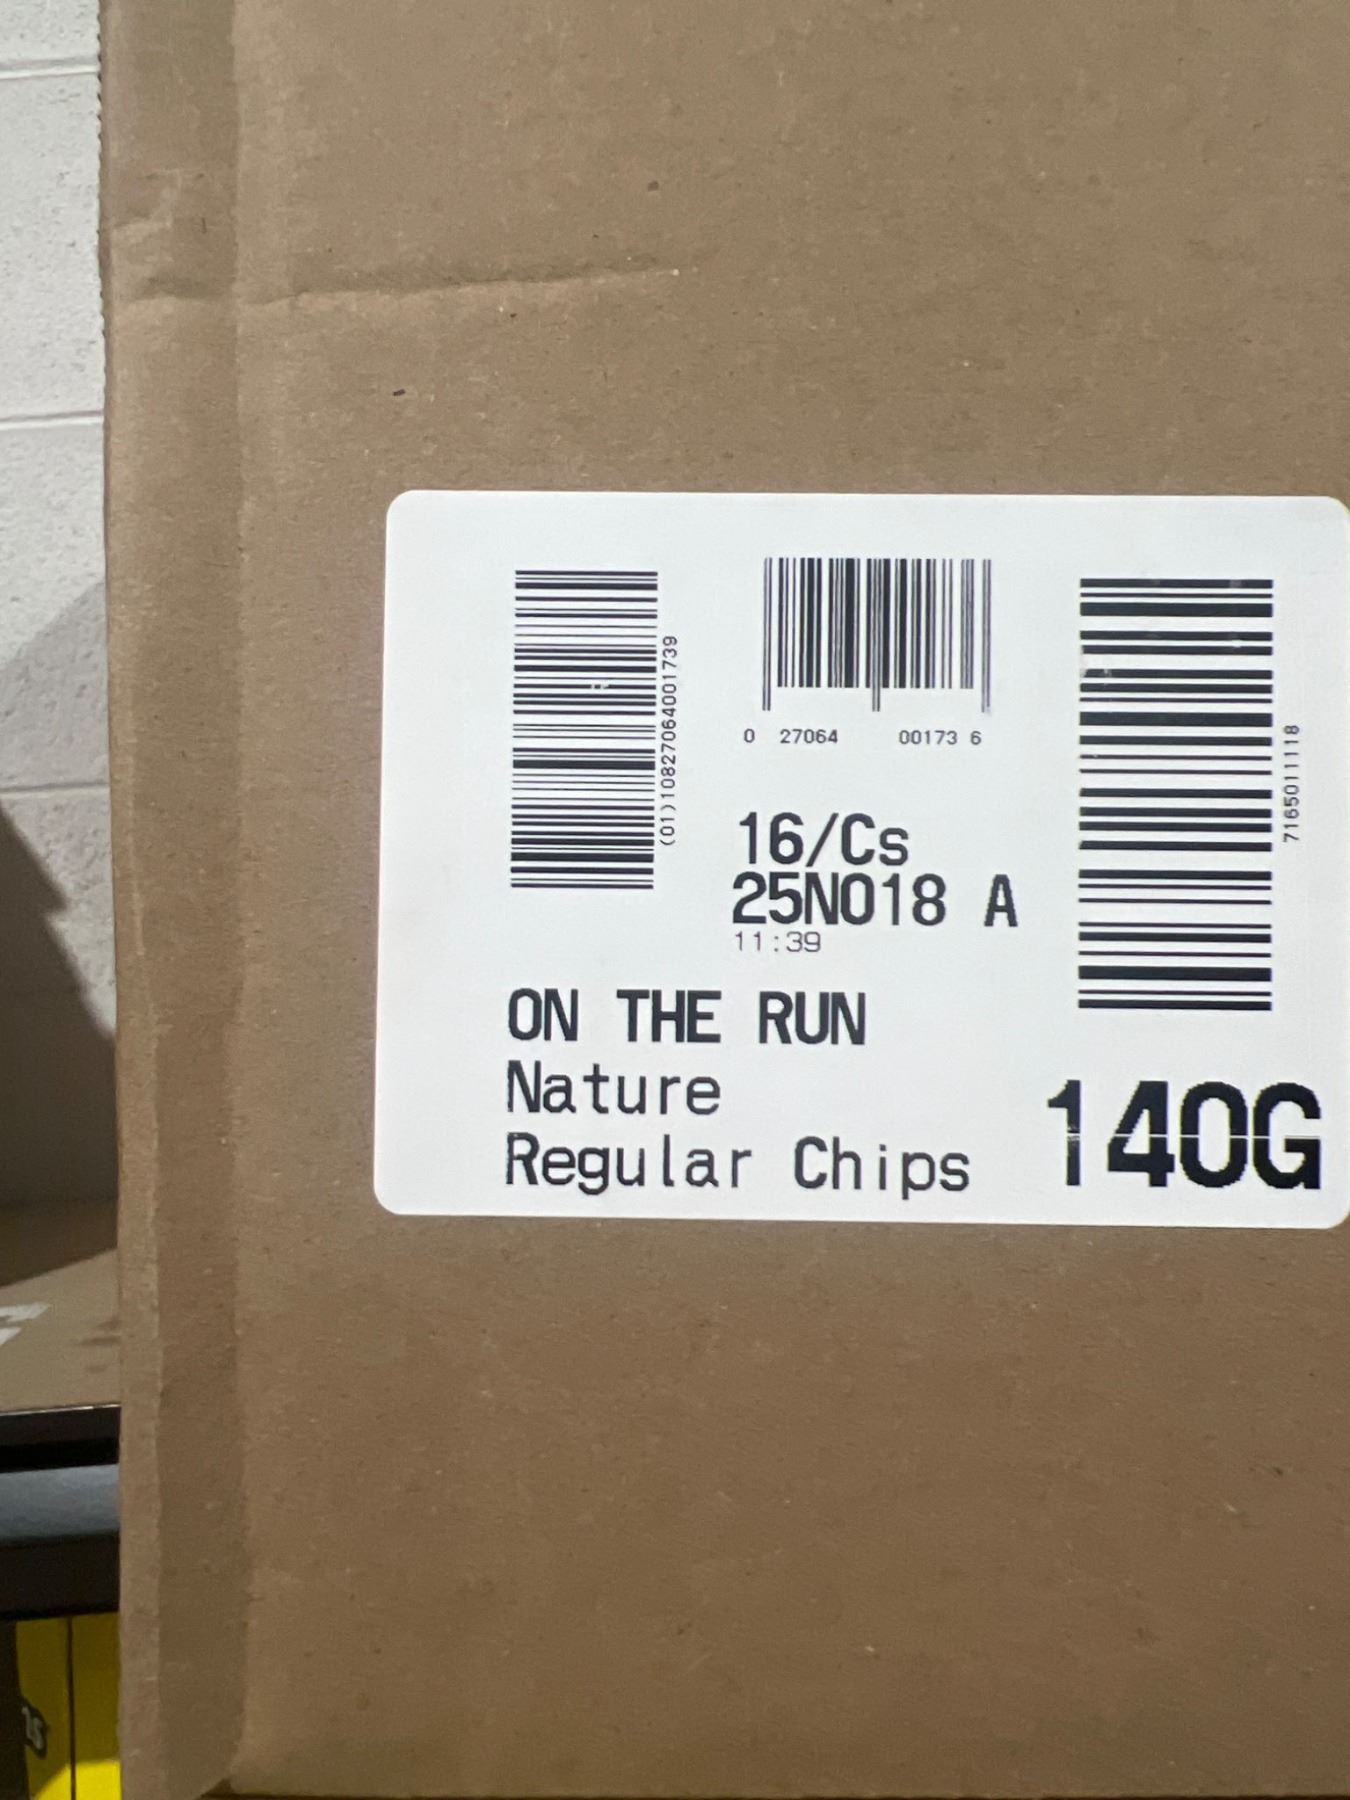 (01)10827064001739
0 27064 00173 6
7165011118
16/Cs
25N018 A
11:39
ON THE RUN
Nature
Regular Chips
140G